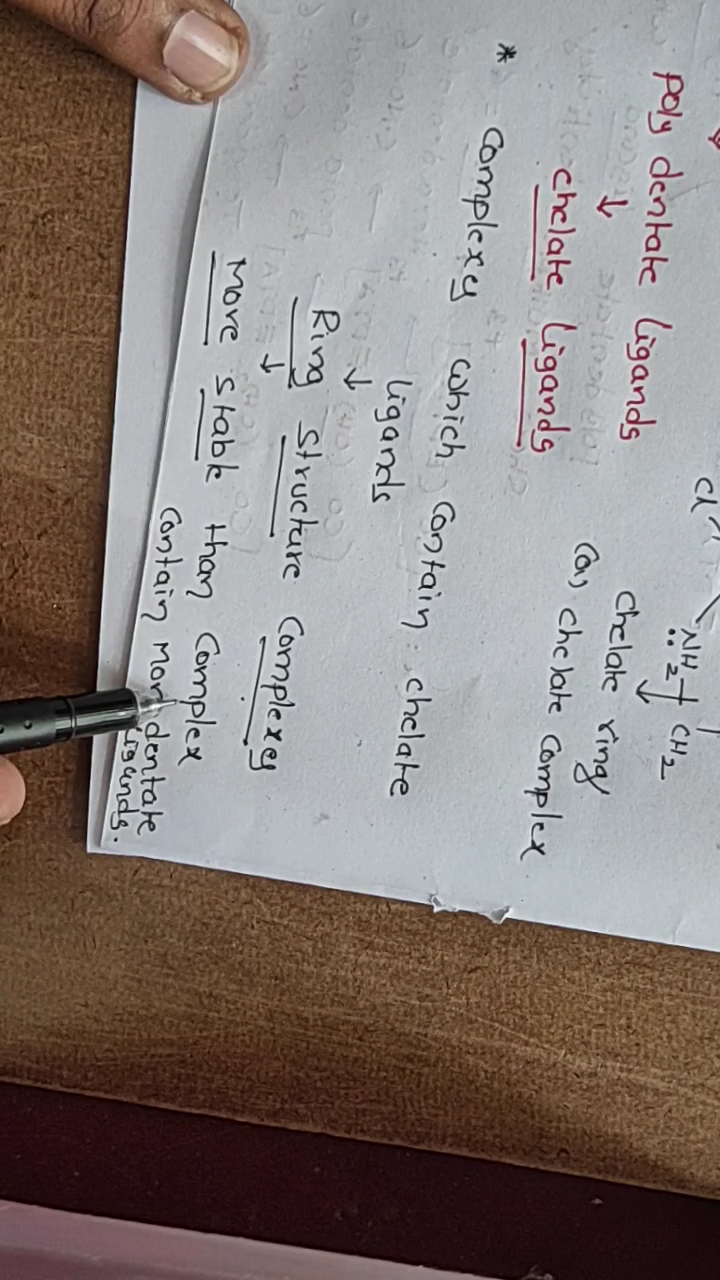 Poly dentate ligands
↓
chelate ligands
Cl
NH2
CH2
chelate ring/
(or) chelate complex
* complexes which contain chelate
ligands
↓
Ring structure complexes
↓
More stable than complex
contain mono dentate
ligands.